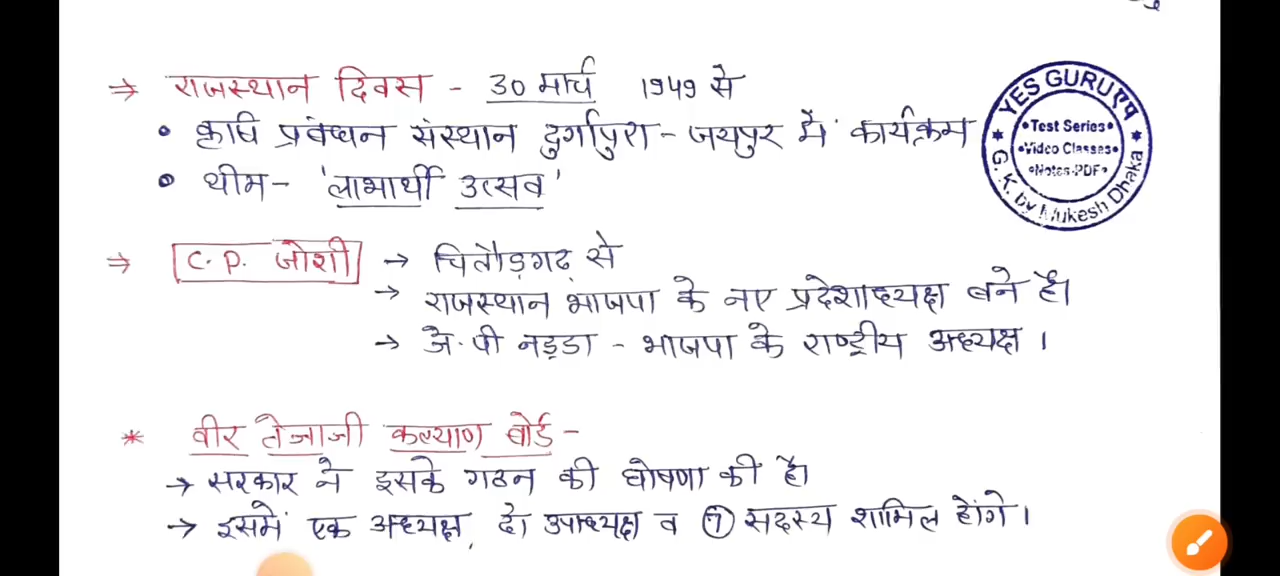 ⇒ राजस्थान दिवस - 30 मार्च 1949 से
• कृषि प्रबंधन संस्थान दुर्गापुरा - जयपुर में कार्यक्रम
• थीम - 'लाभार्थी उत्सव'
YES GURU एप
• Test Series •
• Video Classes •
• Notes PDF •
G. K. by Mukesh Dhaka
⇒ C. P. जोशी → चितौड़गढ़ से
→ राजस्थान भाजपा के नए प्रदेशाध्यक्ष बने है।
→ जे. पी नड्डा - भाजपा के राष्ट्रीय अध्यक्ष ।
* वीर तेजाजी कल्याण बोर्ड -
→ सरकार ने इसके गठन की घोषणा की है।
→ इसमें एक अध्यक्ष, दो उपाध्यक्ष व 7 सदस्य शामिल होंगे ।